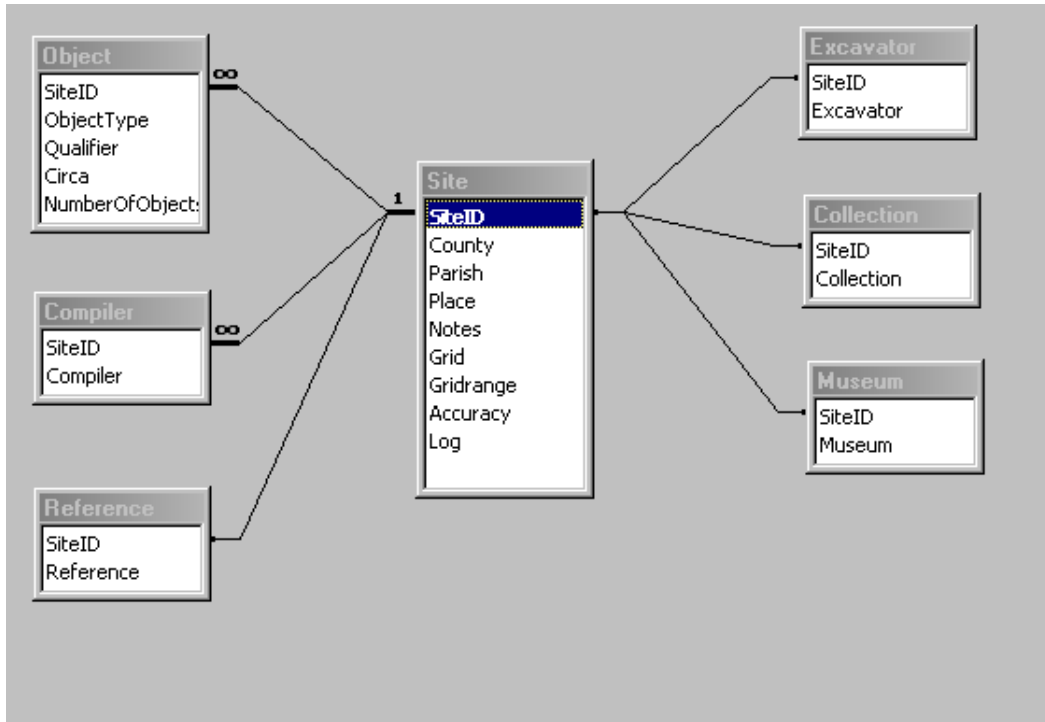 Object
SiteID
ObjectType
Qualifier
Circa
NumberOfObject
∞
Compiler
SiteID
Compiler
∞
Reference
SiteID
Reference
1
Site
SiteID
County
Parish
Place
Notes
Grid
Gridrange
Accuracy
Log
Excavator
SiteID
Excavator
Collection
SiteID
Collection
Museum
SiteID
Museum